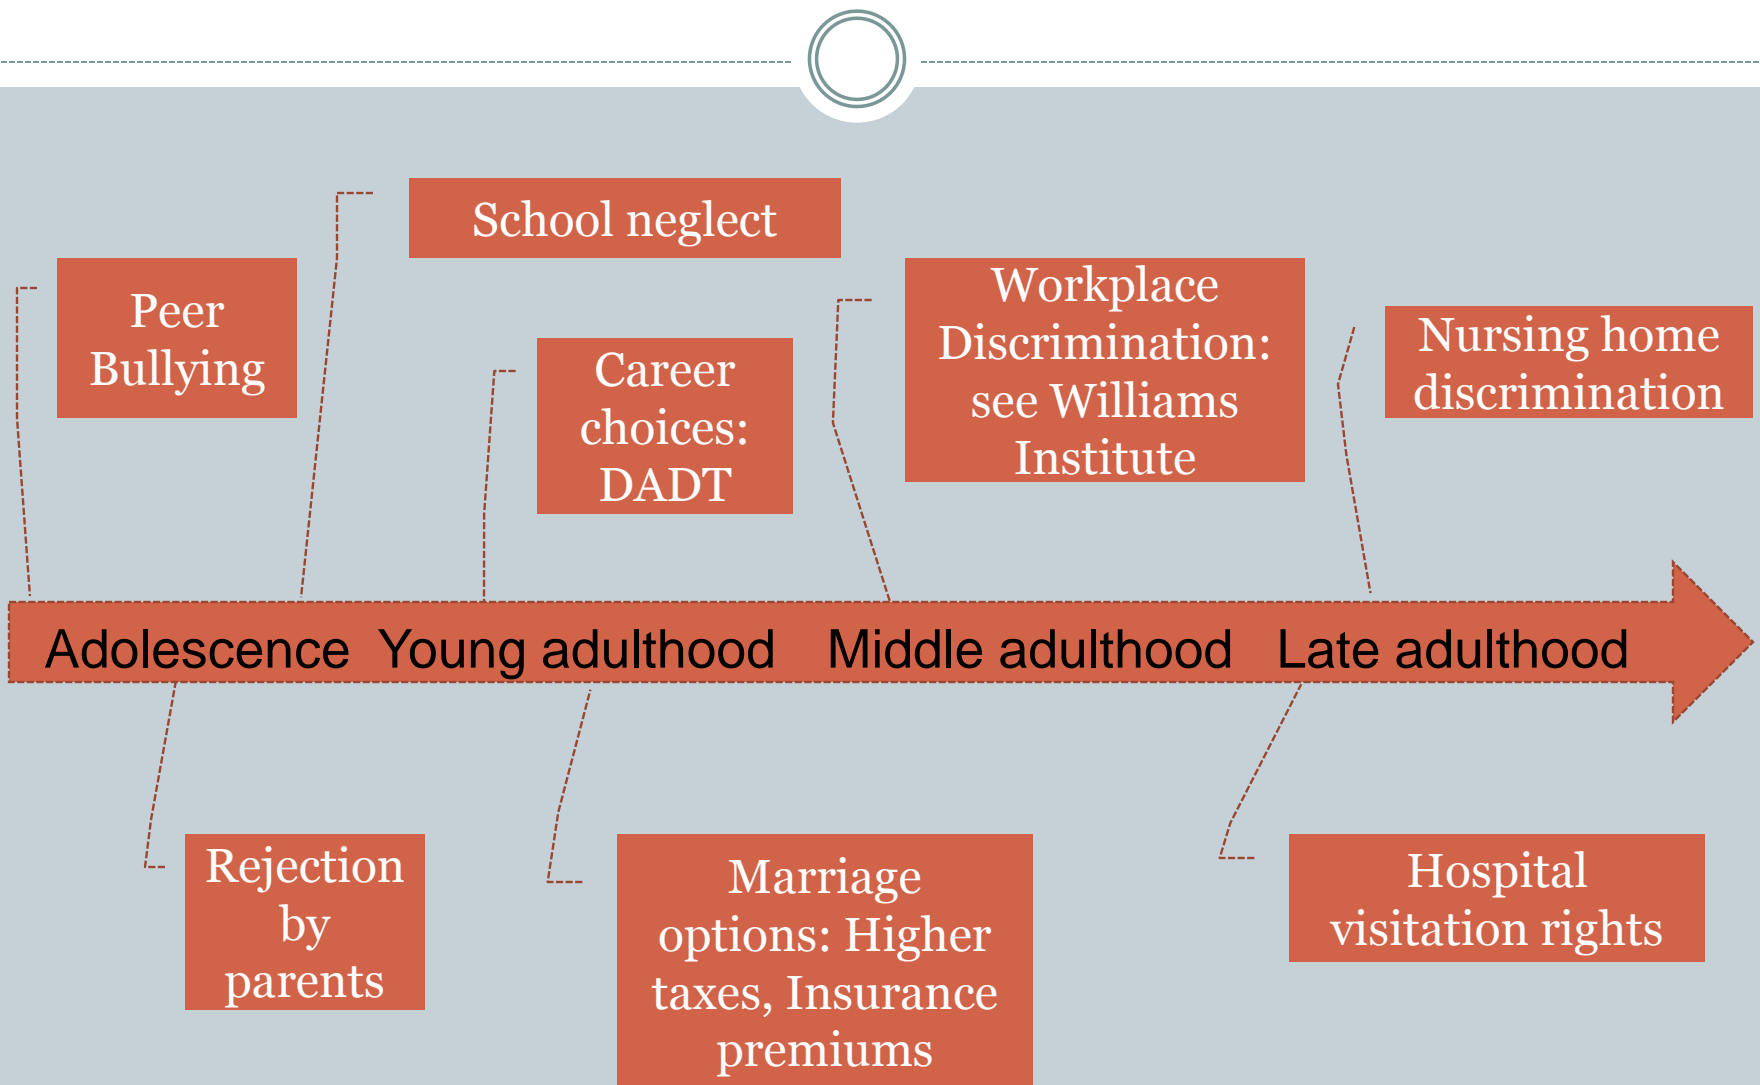 School neglect
Peer
Bullying
Career
choices:
DADT
Workplace
Discrimination:
see Williams
Institute
Nursing home
discrimination
Adolescence Young adulthood Middle adulthood Late adulthood
Rejection
by
parents
Marriage
options: Higher
taxes, Insurance
premiums
Hospital
visitation rights